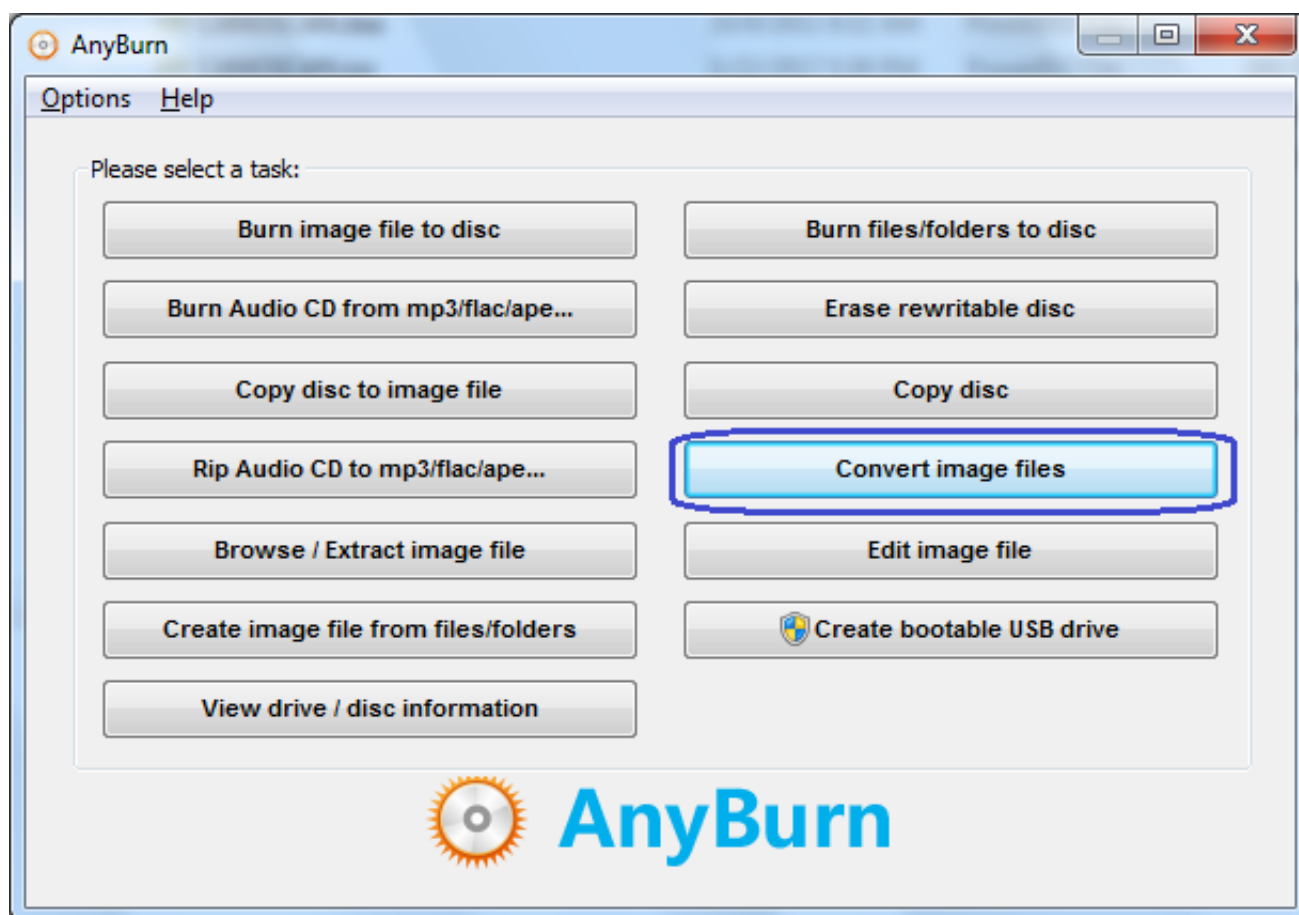 AnyBurn
Options Help
Please select a task:
Burn image file to disc
Burn files/folders to disc
Burn Audio CD from mp3/flac/ape...
Erase rewritable disc
Copy disc to image file
Copy disc
Rip Audio CD to mp3/flac/ape...
Convert image files
Browse / Extract image file
Edit image file
Create image file from files/folders
Create bootable USB drive
View drive / disc information
AnyBurn